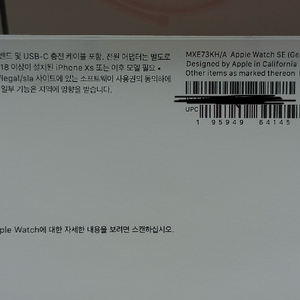 밴드 및 USB-C 충전 케이블 포함, 전원 어댑터는 별도로
18 이상이 설치된 iPhone Xs 또는 이후 모델 필요 •
/legal/sla 사이트에 있는 소프트웨어 사용권의 동의하에
일부 기능은 지역에 영향을 받습니다.
MXE73KH/A Apple Watch SE (Ge
Designed by Apple in California
Other items as marked thereon
UPC
1 95949 64145
pple Watch에 대한 자세한 내용을 보려면 스캔하십시오.